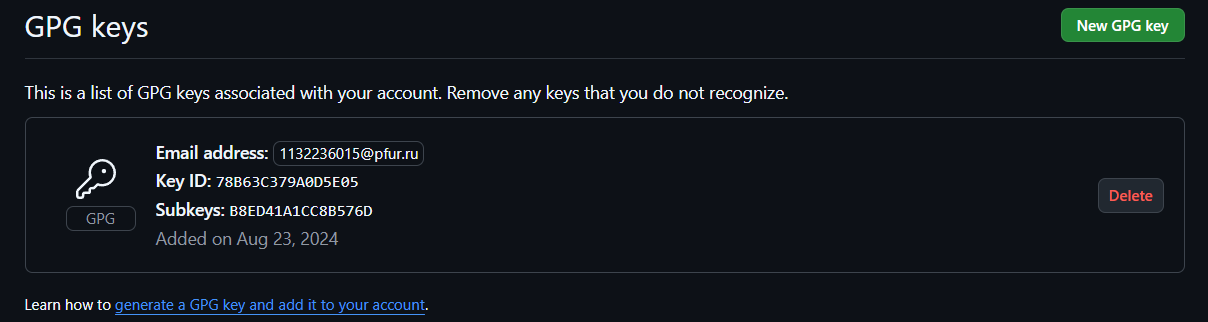 GPG keys
New GPG key
This is a list of GPG keys associated with your account. Remove any keys that you do not recognize.
Email address: 1132236015@pfur.ru
Key ID: 78B63C379A0D5E05
GPG
Subkeys: B8ED41A1CC8B576D
Added on Aug 23, 2024
Delete
Learn how to generate a GPG key and add it to your account.